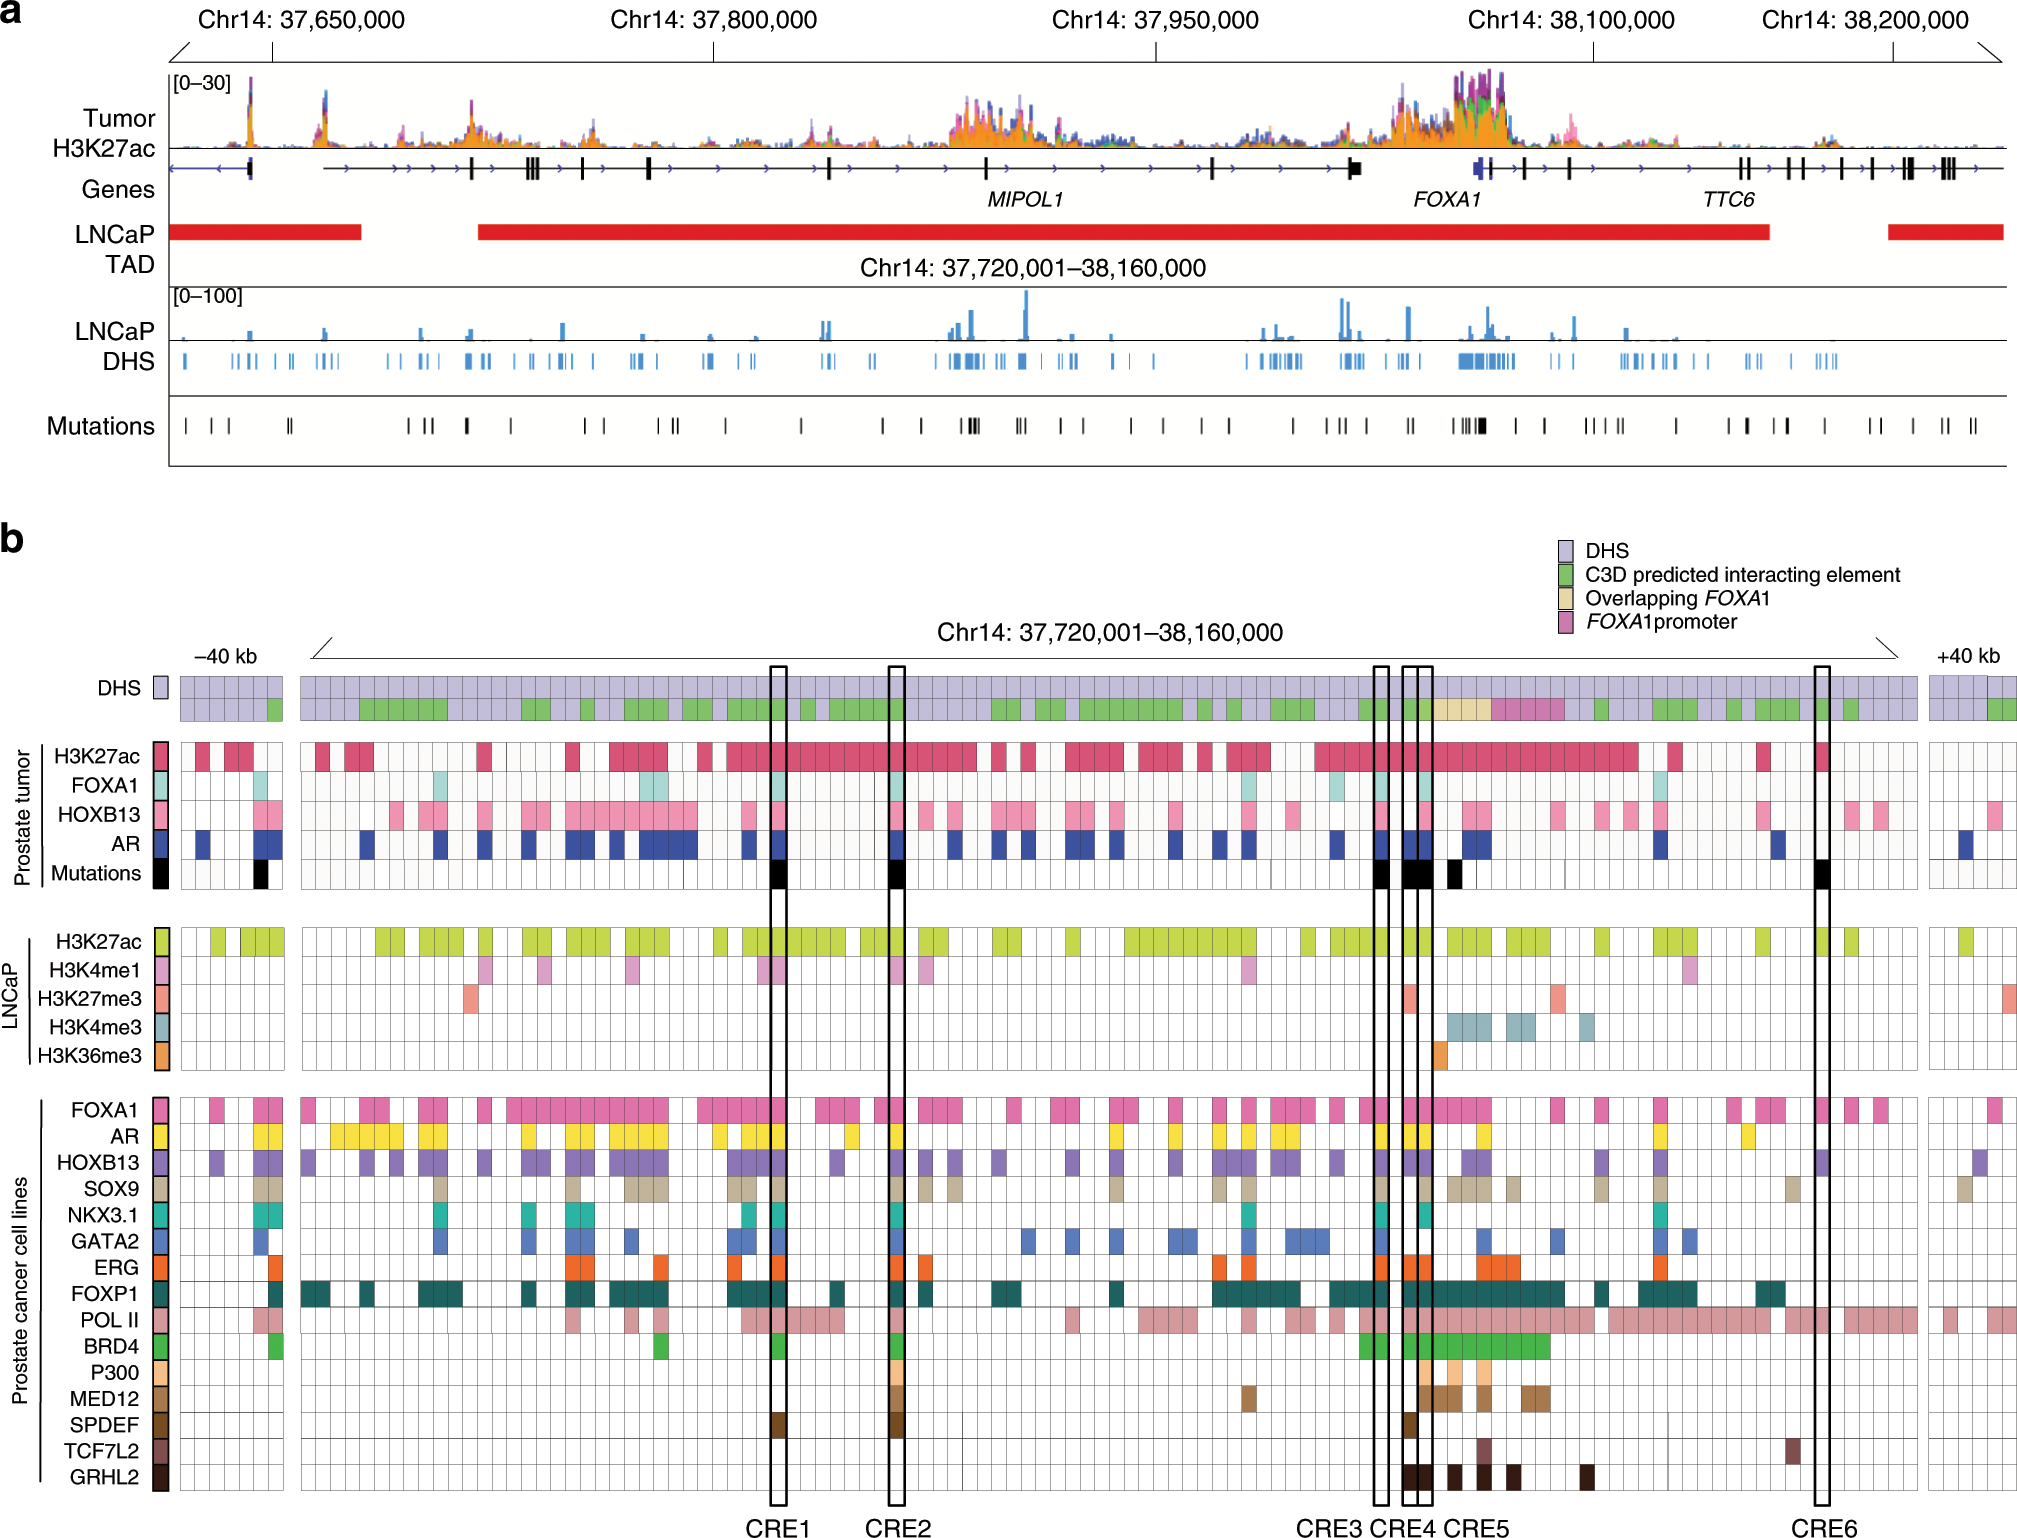 a
Chr14: 37,650,000 Chr14: 37,800,000 Chr14: 37,950,000 Chr14: 38,100,000 Chr14: 38,200,000
[0–30]
Tumor
H3K27ac
Genes
MIPOL1 FOXA1 TTC6
LNCaP
TAD
Chr14: 37,720,001–38,160,000
[0–100]
LNCaP
DHS
Mutations
b
DHS
C3D predicted interacting element
Overlapping FOXA1
FOXA1promoter
Chr14: 37,720,001–38,160,000
–40 kb
+40 kb
DHS
Prostate tumor
H3K27ac
FOXA1
HOXB13
AR
Mutations
LNCaP
H3K27ac
H3K4me1
H3K27me3
H3K4me3
H3K36me3
Prostate cancer cell lines
FOXA1
AR
HOXB13
SOX9
NKX3.1
GATA2
ERG
FOXP1
POL II
BRD4
P300
MED12
SPDEF
TCF7L2
GRHL2
CRE1 CRE2 CRE3 CRE4 CRE5 CRE6